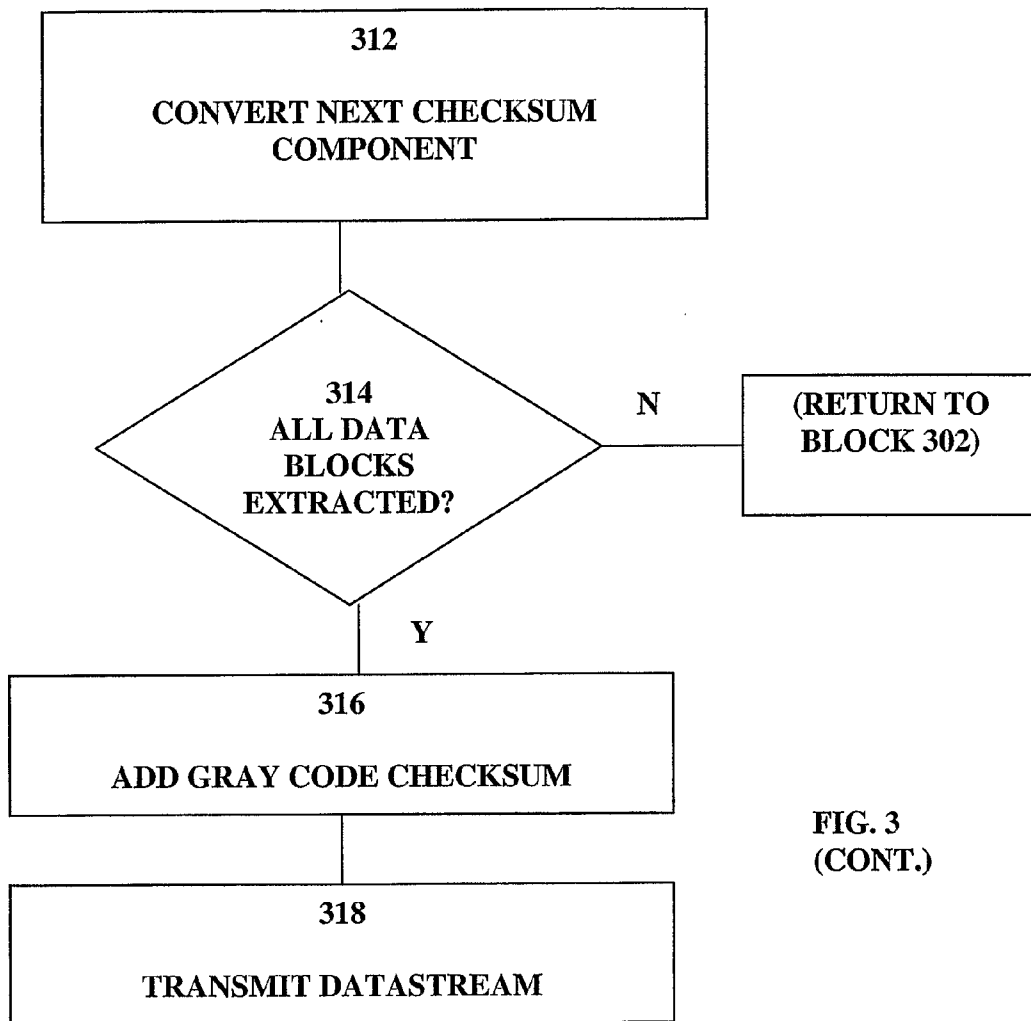 312
CONVERT NEXT CHECKSUM
COMPONENT
314
ALL DATA
BLOCKS
EXTRACTED?
N
(RETURN TO
BLOCK 302)
Y
316
ADD GRAY CODE CHECKSUM
FIG. 3
(CONT.)
318
TRANSMIT DATASTREAM